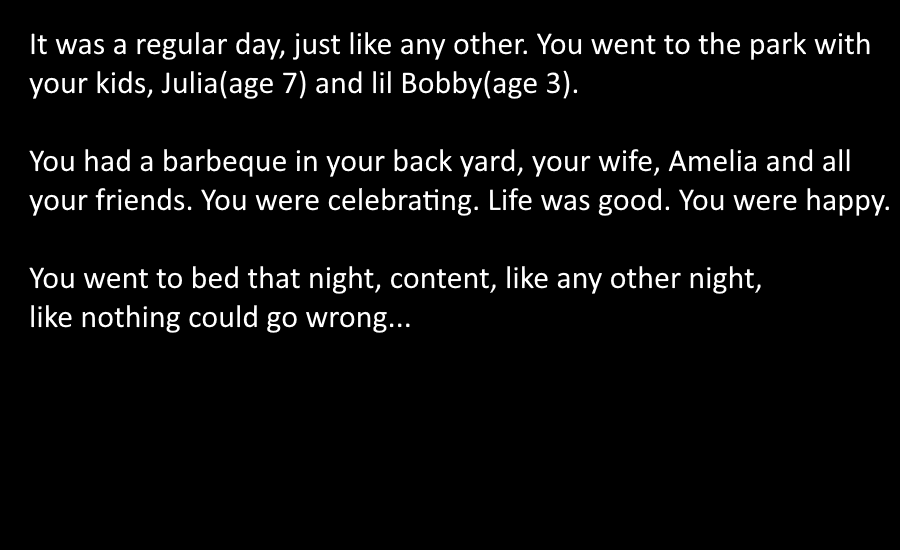 It was a regular day, just like any other. You went to the park with
your kids, Julia(age 7) and lil Bobby(age 3).
You had a barbeque in your back yard, your wife, Amelia and all
your friends. You were celebrating. Life was good. You were happy.
You went to bed that night, content, like any other night,
like nothing could go wrong...